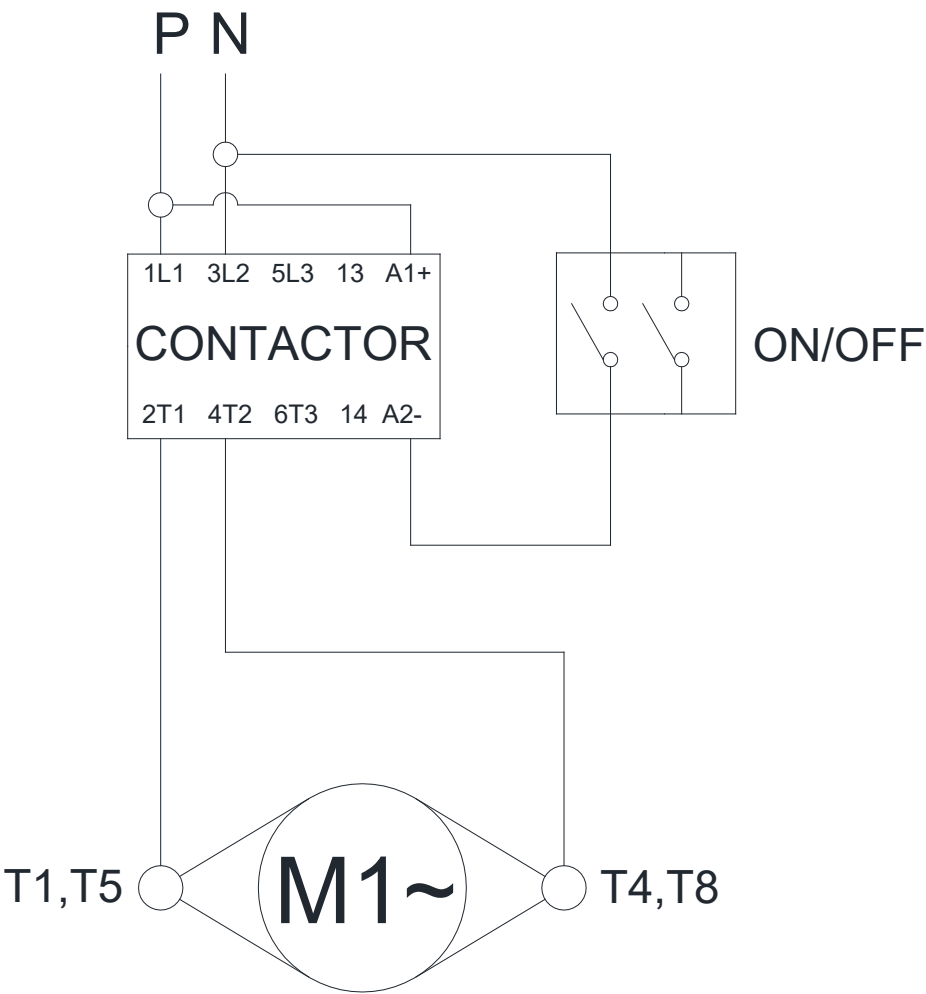 P N
1L1 3L2 5L3 13 A1+
CONTACTOR
ON/OFF
2T1 4T2 6T3 14 A2-
T1,T5
M1~
T4,T8